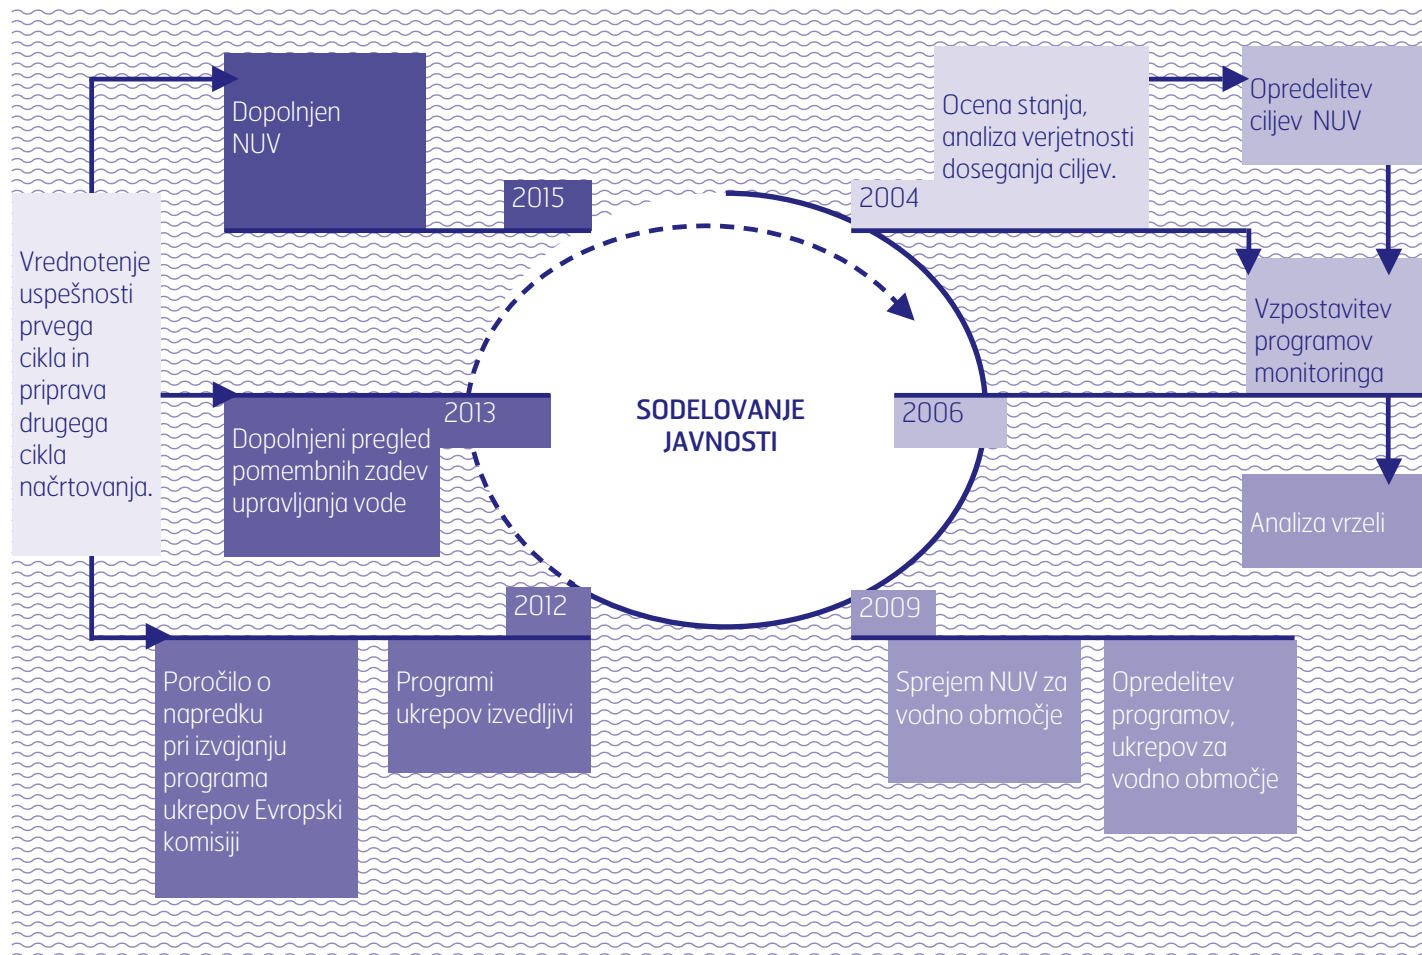 Dopolnjen
NUV
2015
Ocena stanja,
analiza verjetnosti
doseganja ciljev.
2004
Opredelitev
ciljev NUV
Vrednotenje
uspešnosti
prvega
cikla in
priprava
drugega
cikla
načrtovanja.
Vzpostavitev
programov
monitoringa
2013
Dopolnjeni pregled
pomembnih zadev
upravljanja vode
SODELOVANJE
JAVNOSTI
2006
Analiza vrzeli
2012
2009
Poročilo o
napredku
pri izvajanju
programa
ukrepov Evropski
komisiji
Programi
ukrepov izvedljivi
Sprejem NUV za
vodno območje
Opredelitev
programov,
ukrepov za
vodno območje